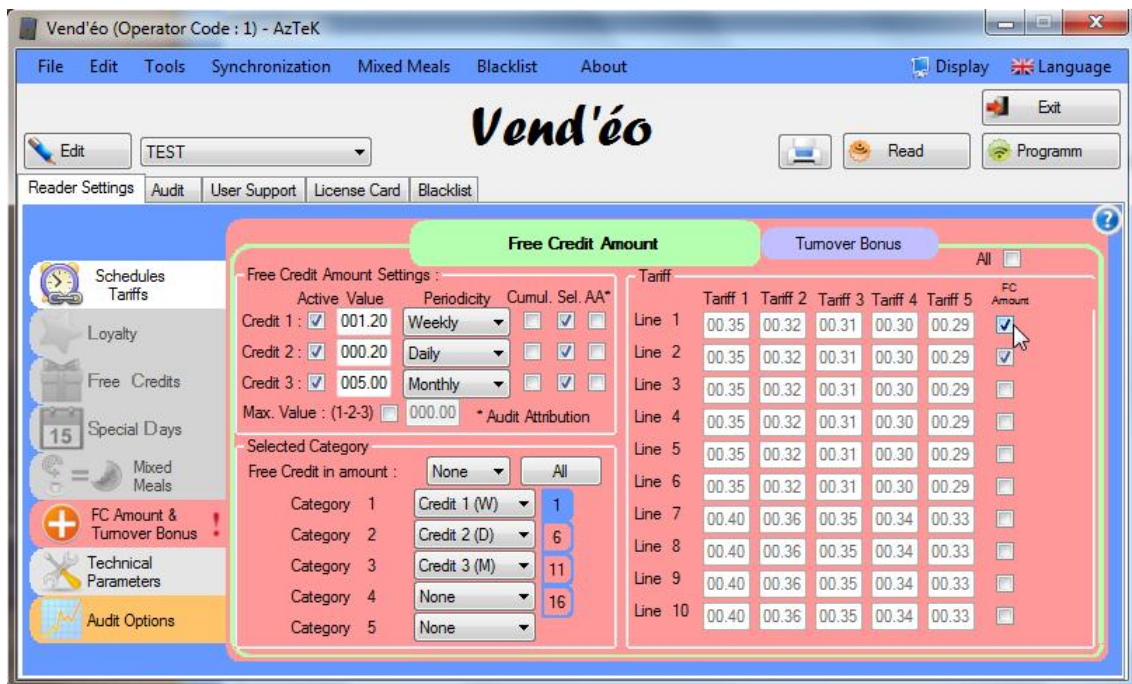 Vend'éo (Operator Code : 1) - AzTeK
File Edit Tools Synchronization Mixed Meals Blacklist About Display Language
Vend'éo
Exit
Edit TEST Read Programm
Reader Settings Audit User Support License Card Blacklist
Free Credit Amount Turnover Bonus
All
Schedules Tariffs
Loyalty
Free Credits
15 Special Days
Mixed Meals
FC Amount & Turnover Bonus !
Technical Parameters
Audit Options
Free Credit Amount Settings :
Active Value Periodicity Cumul. Sel. AA*
Credit 1 : 001.20 Weekly
Credit 2 : 000.20 Daily
Credit 3 : 005.00 Monthly
Max. Value : (1-2-3) 000.00 * Audit Attribution
Selected Category
Free Credit in amount : None All
Category 1 Credit 1 (W) 1
Category 2 Credit 2 (D) 6
Category 3 Credit 3 (M) 11
Category 4 None 16
Category 5 None
Tariff
Tariff 1 Tariff 2 Tariff 3 Tariff 4 Tariff 5 FC Amount
Line 1 00.35 00.32 00.31 00.30 00.29
Line 2 00.35 00.32 00.31 00.30 00.29
Line 3 00.35 00.32 00.31 00.30 00.29
Line 4 00.35 00.32 00.31 00.30 00.29
Line 5 00.35 00.32 00.31 00.30 00.29
Line 6 00.35 00.32 00.31 00.30 00.29
Line 7 00.40 00.36 00.35 00.34 00.33
Line 8 00.40 00.36 00.35 00.34 00.33
Line 9 00.40 00.36 00.35 00.34 00.33
Line 10 00.40 00.36 00.35 00.34 00.33